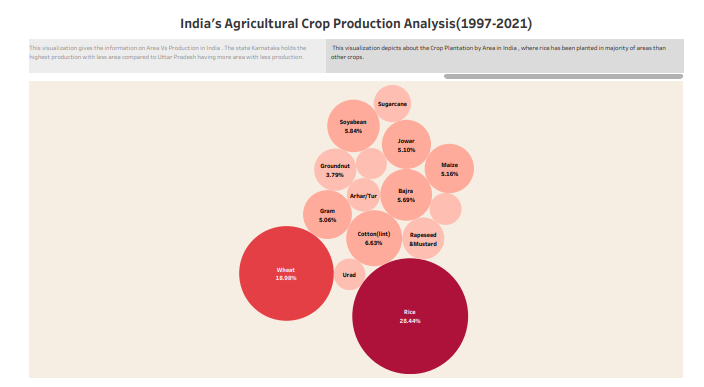 India's Agricultural Crop Production Analysis(1997-2021)
This visualization gives the information on Area Vs Production in India . The state Karnataka holds the
highest production with less area compared to Uttar Pradesh having more area with less production.
This visualization depicts about the Crop Plantation by Area in India , where rice has been planted in majority of areas than
other crops.
Sugarcane
Soyabean
5.84%
Jowar
5.10%
Groundnut
3.79%
Maize
5.16%
Arhar/Tur
Bajra
5.69%
Gram
5.06%
Cotton(lint)
6.63%
Rapeseed
&Mustard
Wheat
18.98%
Urad
Rice
28.44%